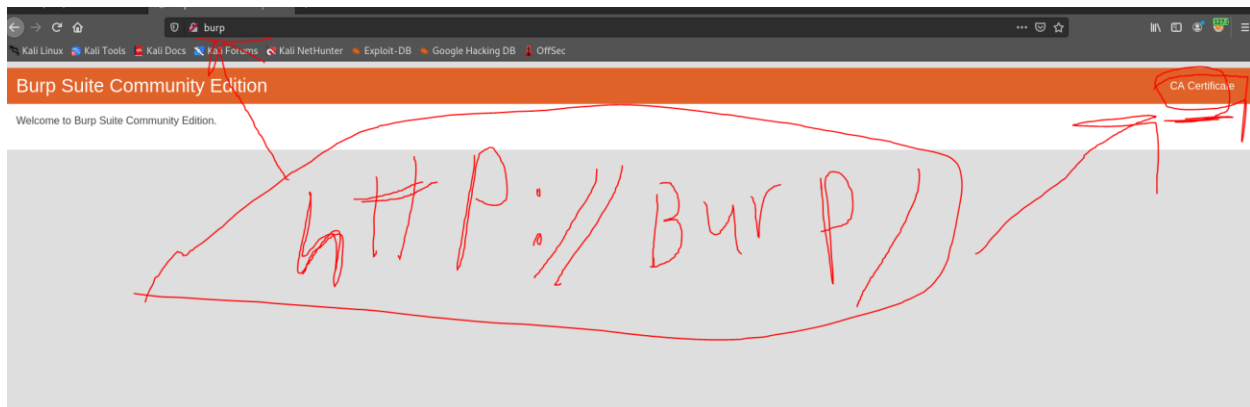 burp
Kali Linux Kali Tools Kali Docs Kali Forums Kali NetHunter Exploit-DB Google Hacking DB OffSec
Burp Suite Community Edition
CA Certificate
Welcome to Burp Suite Community Edition.
htTP://BurP/